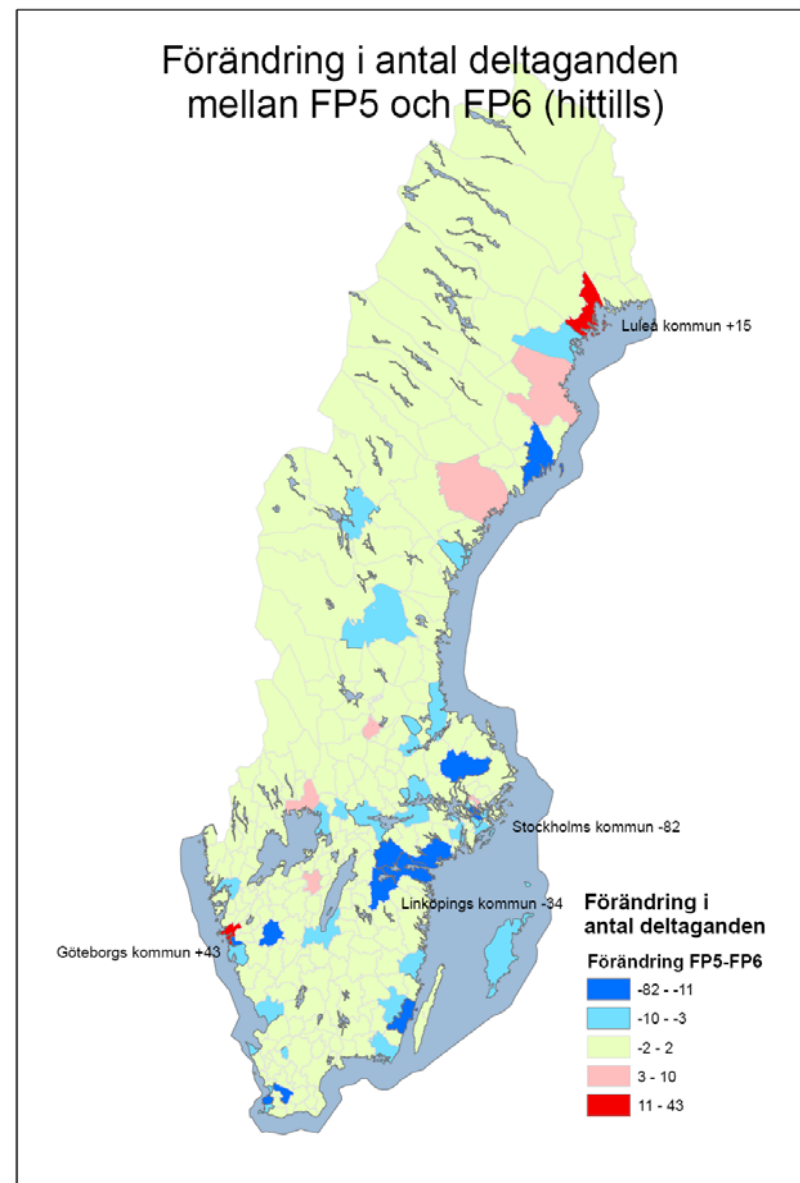 Förändring i antal deltaganden
mellan FP5 och FP6 (hittills)
Luleå kommun +15
Stockholms kommun -82
Linköpings kommun -34
Göteborgs kommun +43
Förändring i
antal deltaganden
Förändring FP5-FP6
-82 - -11
-10 - -3
-2 - 2
3 - 10
11 - 43